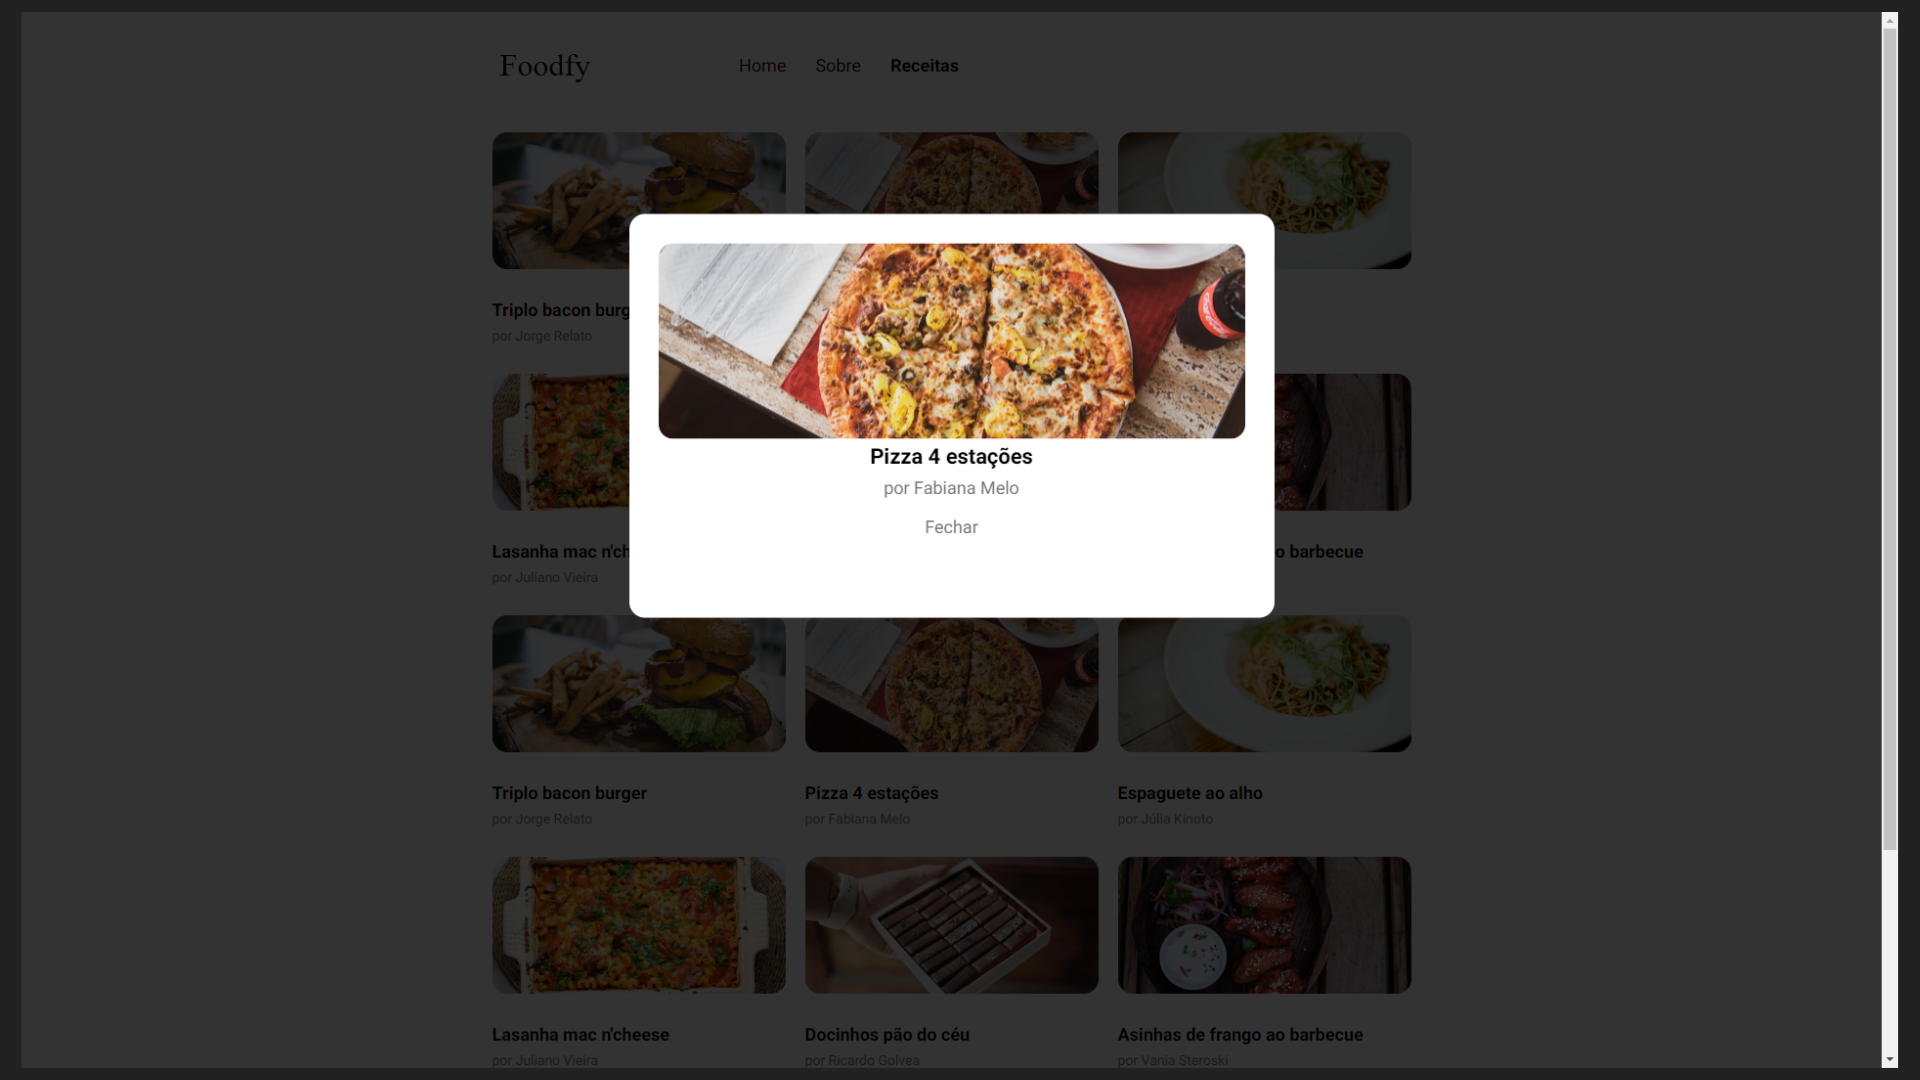 Foodfy
Home Sobre Receitas
Triplo bacon burg
por Jorge Relato
Pizza 4 estações
por Fabiana Melo
Fechar
Lasanha mac n'ch
por Juliano Vieira
o barbecue
Triplo bacon burger
por Jorge Relato
Pizza 4 estações
por Fabiana Melo
Espaguete ao alho
por Júlia Kinoto
Lasanha mac n'cheese
por Juliano Vieira
Docinhos pão do céu
por Ricardo Golvea
Asinhas de frango ao barbecue
por Vania Steroski